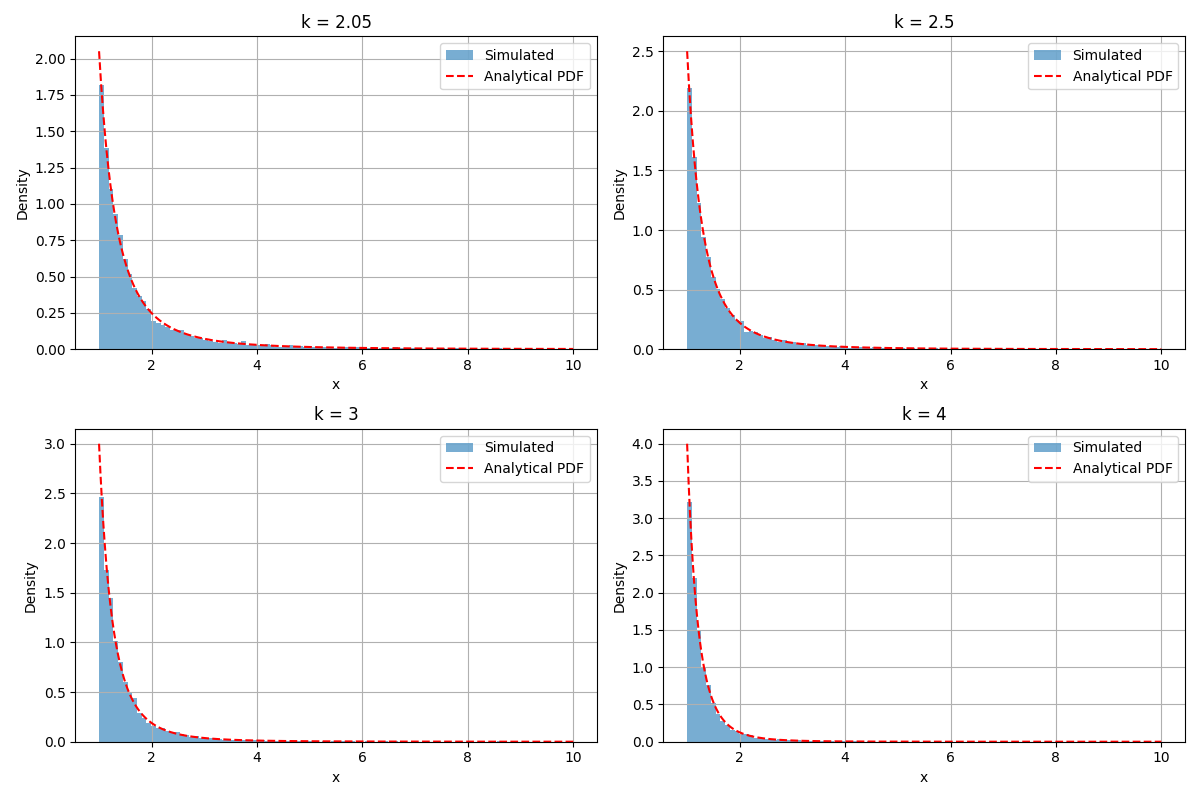 k = 2.05
2.00
1.75
1.50
1.25
1.00
0.75
0.50
0.25
0.00
Density
Simulated
Analytical PDF
2 4 6 8 10
x
k = 2.5
2.5
2.0
1.5
1.0
0.5
0.0
Density
Simulated
Analytical PDF
2 4 6 8 10
x
k = 3
3.0
2.5
2.0
1.5
1.0
0.5
0.0
Density
Simulated
Analytical PDF
2 4 6 8 10
x
k = 4
4.0
3.5
3.0
2.5
2.0
1.5
1.0
0.5
0.0
Density
Simulated
Analytical PDF
2 4 6 8 10
x